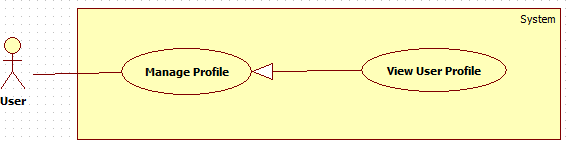 System
Manage Profile
View User Profile
User